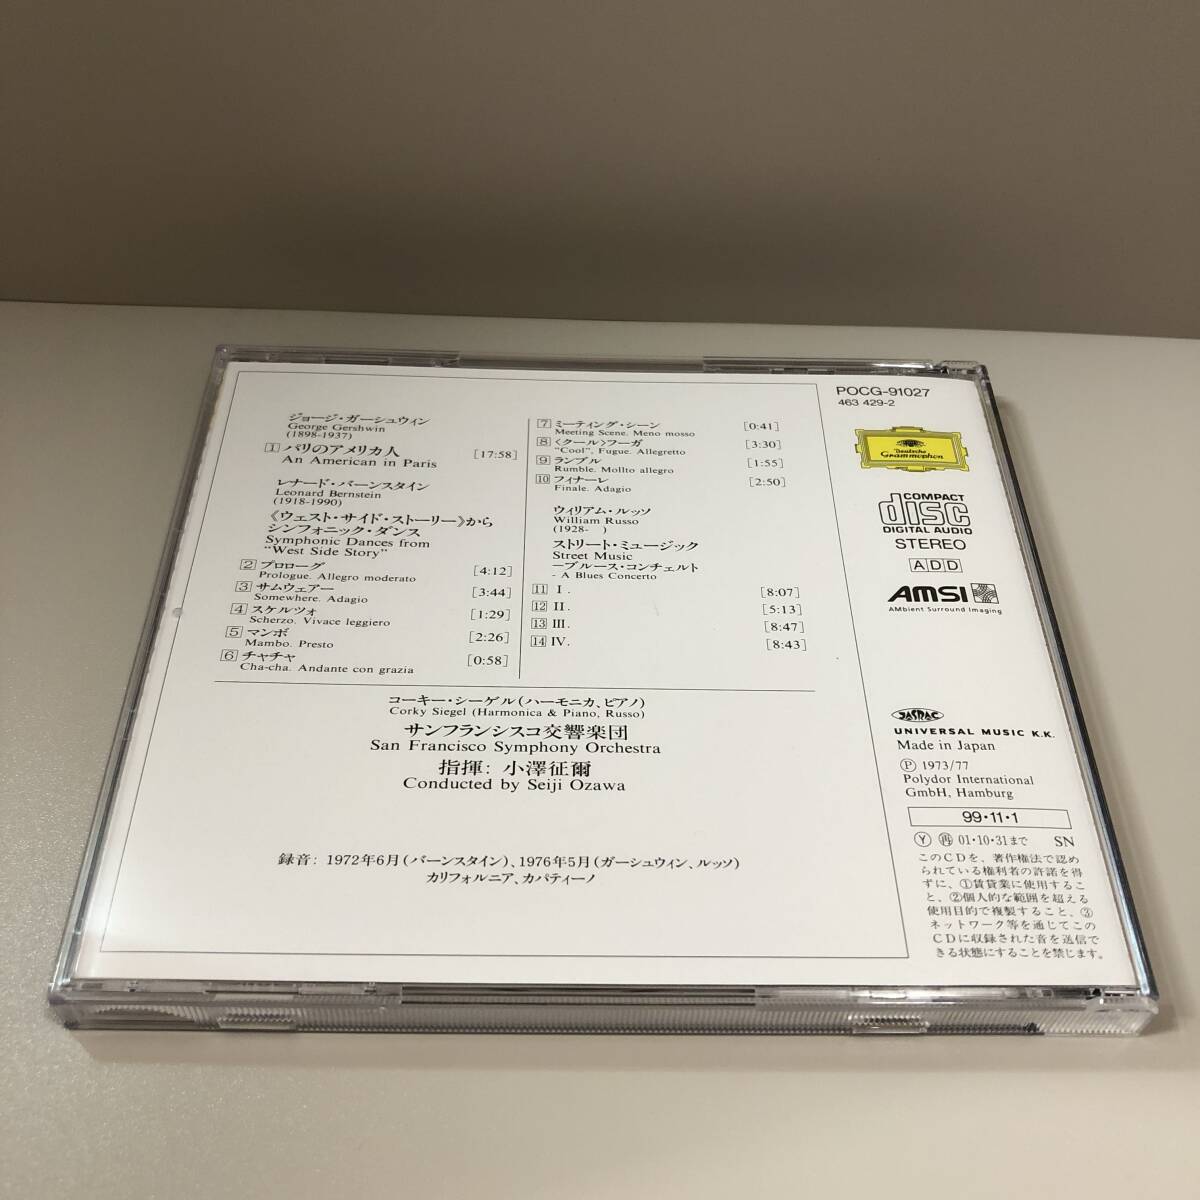 ジョージ・ガーシュウィン
George Gershwin
(1898-1937)
1 パリのアメリカ人 [17:58]
An American in Paris
レナード・バーンスタイン
Leonard Bernstein
(1918-1990)
《ウェスト・サイド・ストーリー》から
シンフォニック・ダンス
Symphonic Dances from
"West Side Story"
2 プロローグ [4:12]
Prologue. Allegro moderato
3 サムウェアー [3:44]
Somewhere. Adagio
4 スケルツォ [1:29]
Scherzo. Vivace leggiero
5 マンボ [2:26]
Mambo. Presto
6 チャチャ [0:58]
Cha-cha. Andante con grazia
7 ミーティング・シーン [0:41]
Meeting Scene. Meno mosso
8 〈クール〉フーガ [3:30]
"Cool", Fugue. Allegretto
9 ランブル [1:55]
Rumble. Mollto allegro
10 フィナーレ [2:50]
Finale. Adagio
ウィリアム・ルッソ
William Russo
(1928- )
ストリート・ミュージック
Street Music
−ブルース・コンチェルト
- A Blues Concerto
11 I. [8:07]
12 II. [5:13]
13 III. [8:47]
14 IV. [8:43]
コーキー・シーゲル(ハーモニカ、ピアノ)
Corky Siegel (Harmonica & Piano, Russo)
サンフランシスコ交響楽団
San Francisco Symphony Orchestra
指揮: 小澤征爾
Conducted by Seiji Ozawa
録音: 1972年6月(バーンスタイン)、1976年5月(ガーシュウィン、ルッソ)
カリフォルニア、カパティーノ
POCG-91027
463 429-2
Deutsche
Grammophon
COMPACT
disc
DIGITAL AUDIO
STEREO
ADD
AMSI
AMbient Surround Imaging
JASRAC
UNIVERSAL MUSIC K.K.
Made in Japan
Ⓟ 1973/77
Polydor International
GmbH, Hamburg
99・11・1
Ⓨ 再 01・10・31まで SN
このCDを、著作権法で認め
られている権利者の許諾を得
ずに、①賃貸業に使用するこ
と、②個人的な範囲を超える
使用目的で複製すること、③
ネットワーク等を通じてこの
CDに収録された音を送信で
きる状態にすることを禁じます。